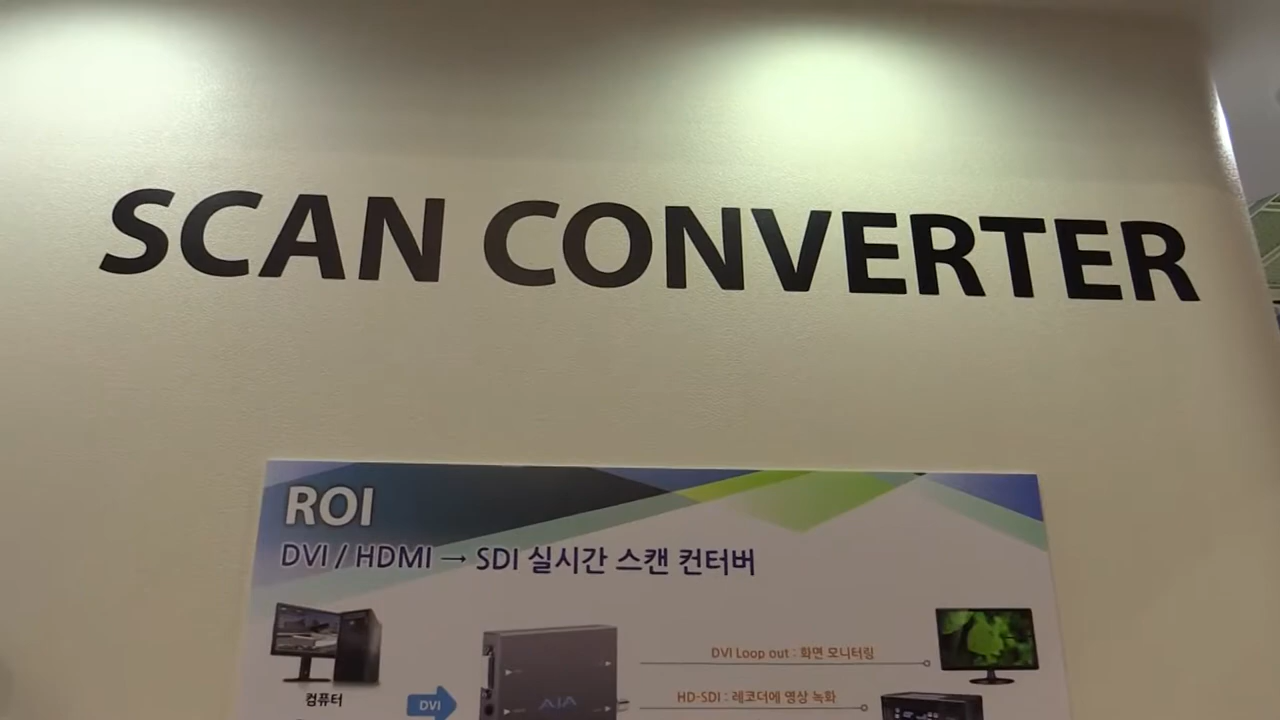 SCAN CONVERTER
ROI
DVI / HDMI → SDI 실시간 스캔 컨터버
DVI Loop out : 화면 모니터링
컴퓨터
DVI
AJA
HD-SDI : 레코더에 영상 녹화